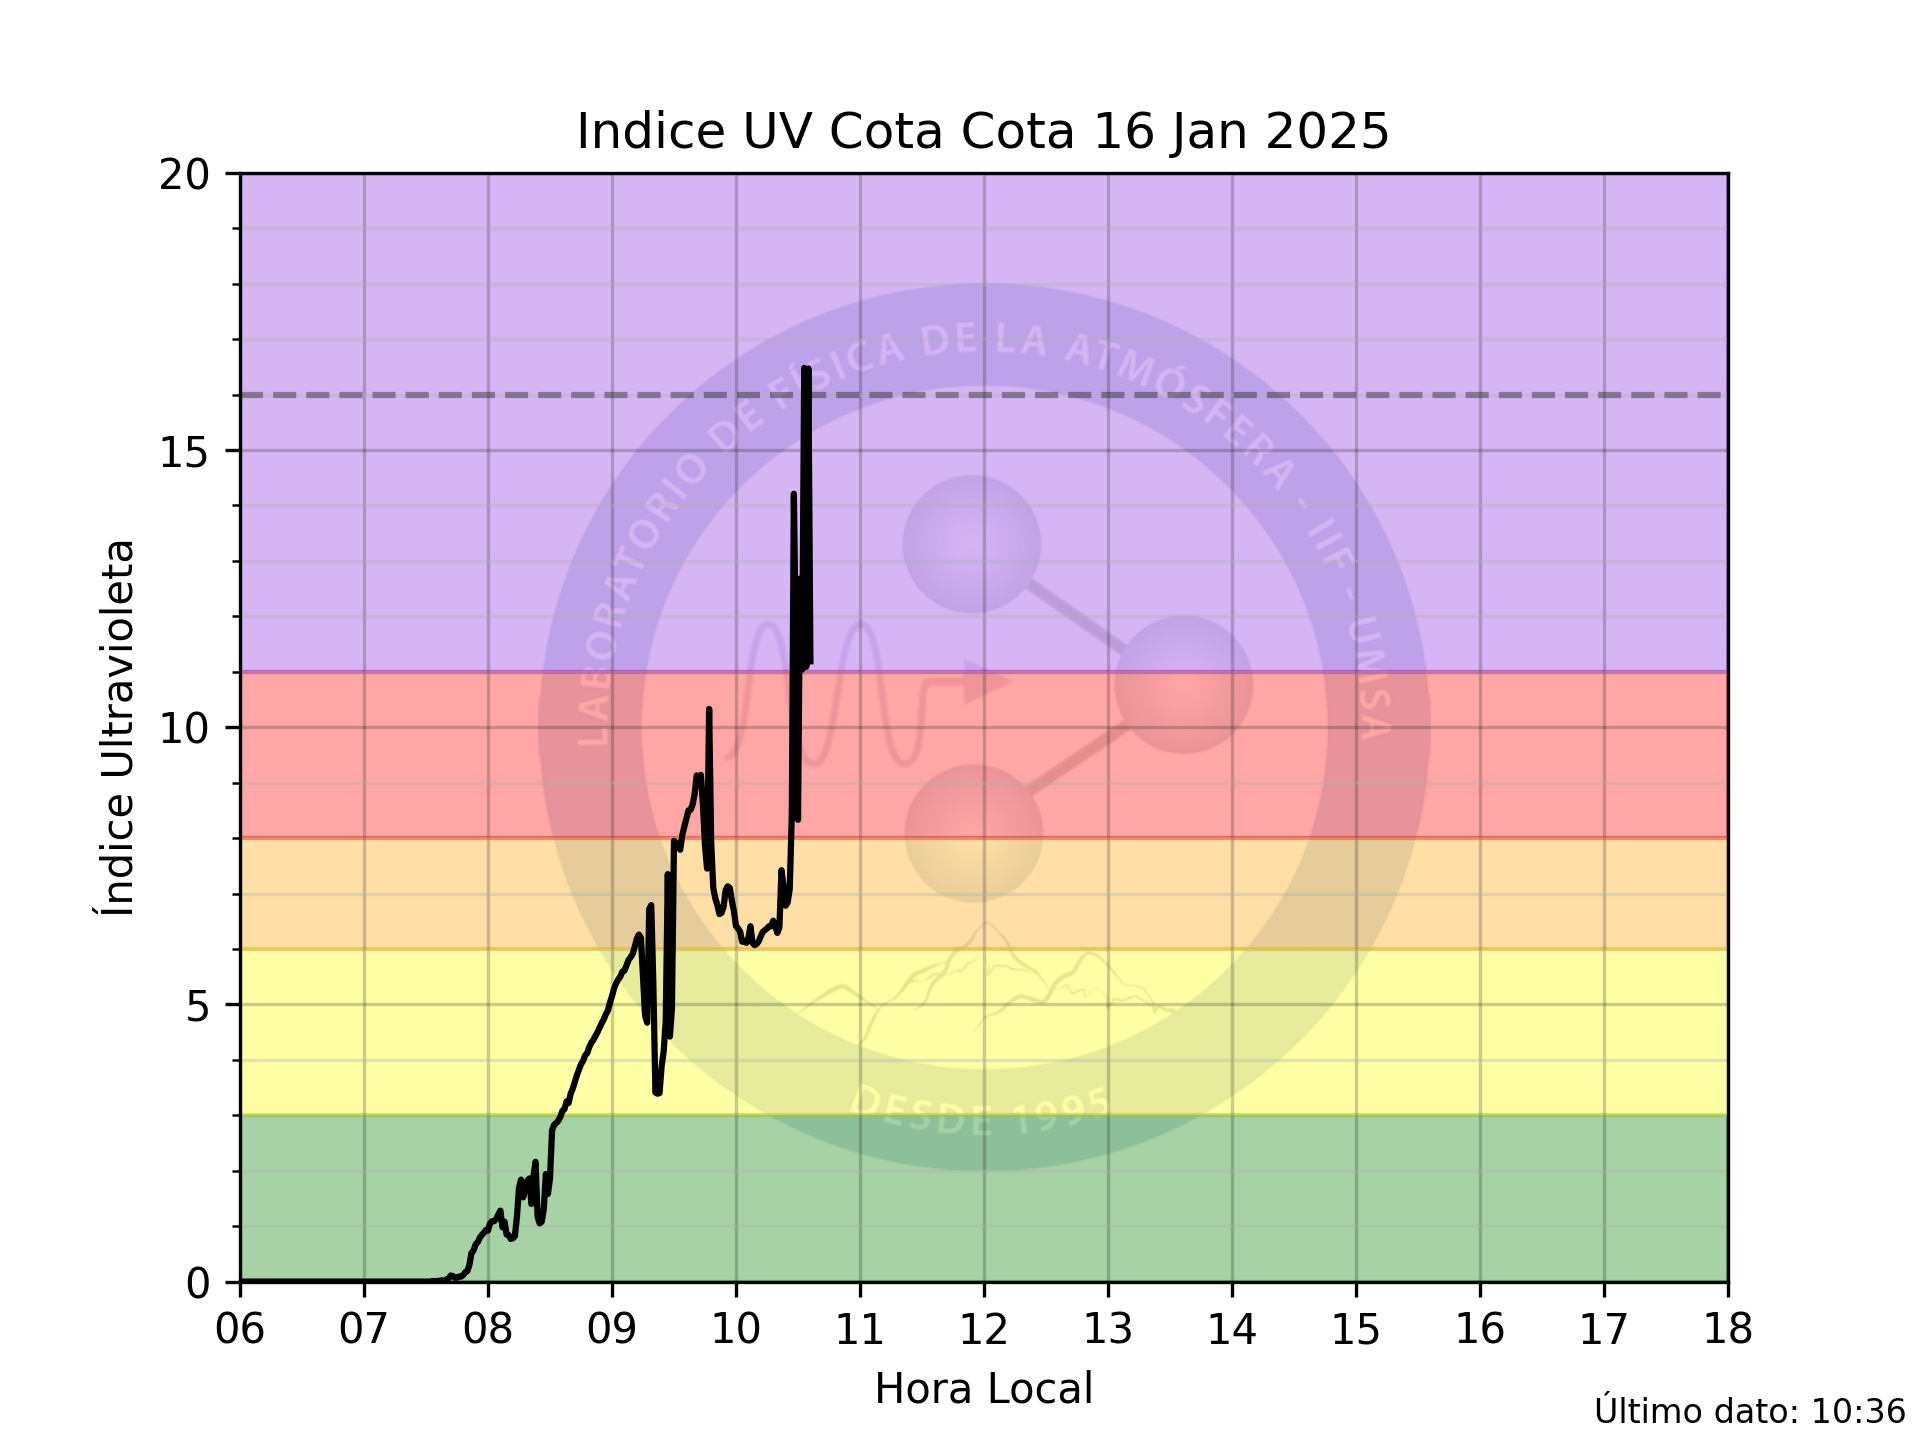 Indice UV Cota Cota 16 Jan 2025
Índice Ultravioleta
20
15
10
5
0
LABORATORIO DE FÍSICA DE LA ATMÓSFERA - IIF - UMSA
DESDE 1995
06 07 08 09 10 11 12 13 14 15 16 17 18
Hora Local
Último dato: 10:36